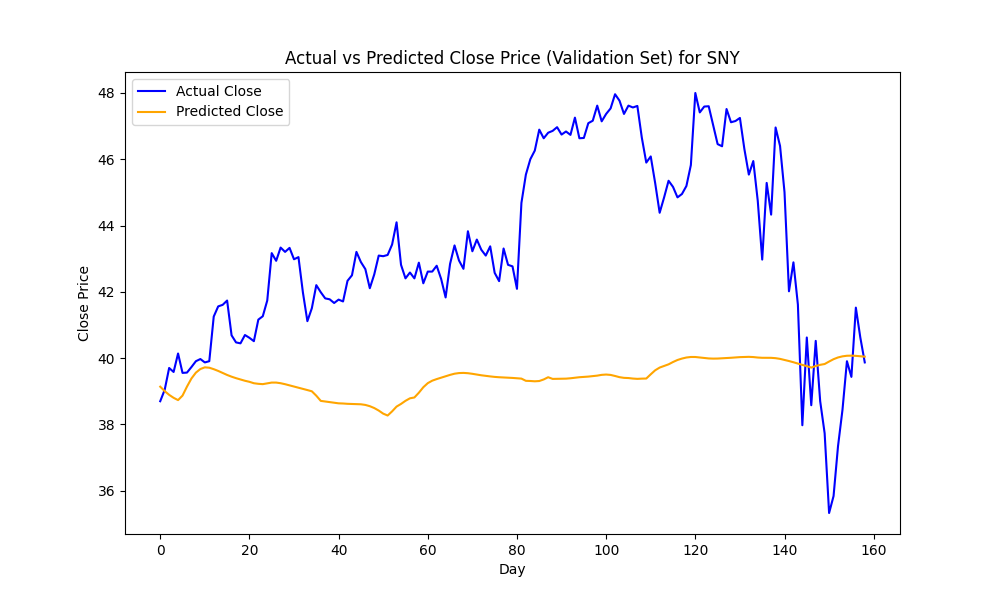 Actual vs Predicted Close Price (Validation Set) for SNY
Actual Close
Predicted Close
Close Price
48
46
44
42
40
38
36
0 20 40 60 80 100 120 140 160
Day